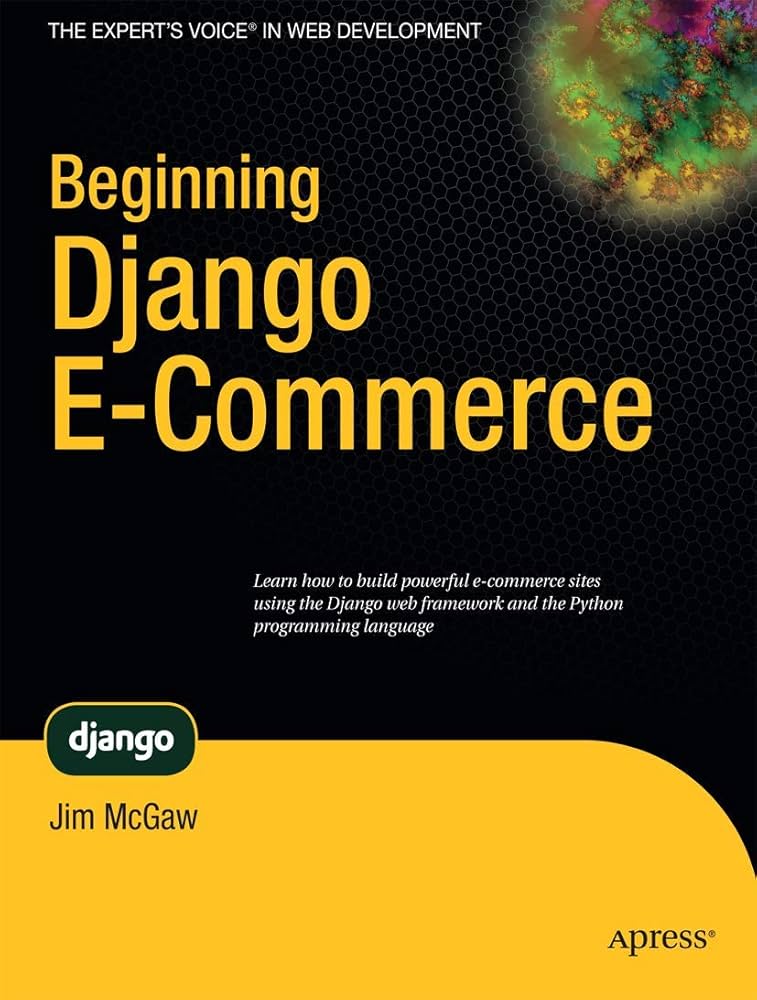 THE EXPERT'S VOICE® IN WEB DEVELOPMENT
Beginning
Django
E-Commerce
Learn how to build powerful e-commerce sites
using the Django web framework and the Python
programming language
django
Jim McGaw
Apress®